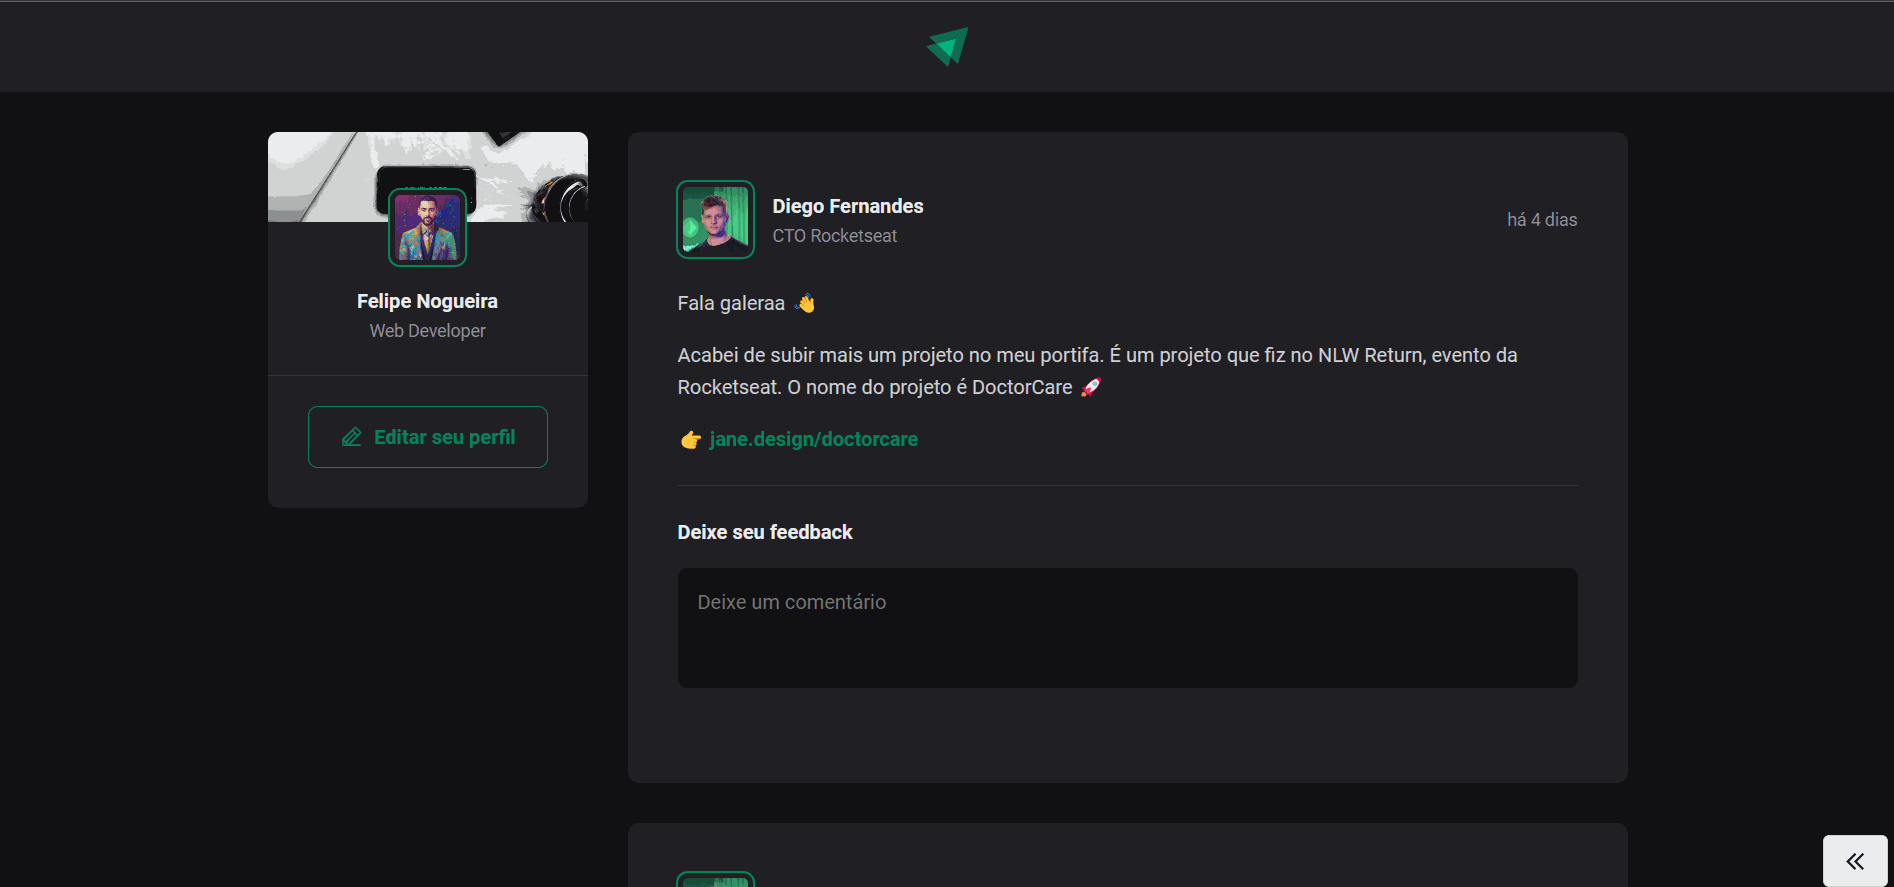 Felipe Nogueira
Web Developer
Editar seu perfil
Diego Fernandes
CTO Rocketseat
há 4 dias
Fala galeraa 👋
Acabei de subir mais um projeto no meu portifa. É um projeto que fiz no NLW Return, evento da
Rocketseat. O nome do projeto é DoctorCare 🚀
👉 jane.design/doctorcare
Deixe seu feedback
Deixe um comentário